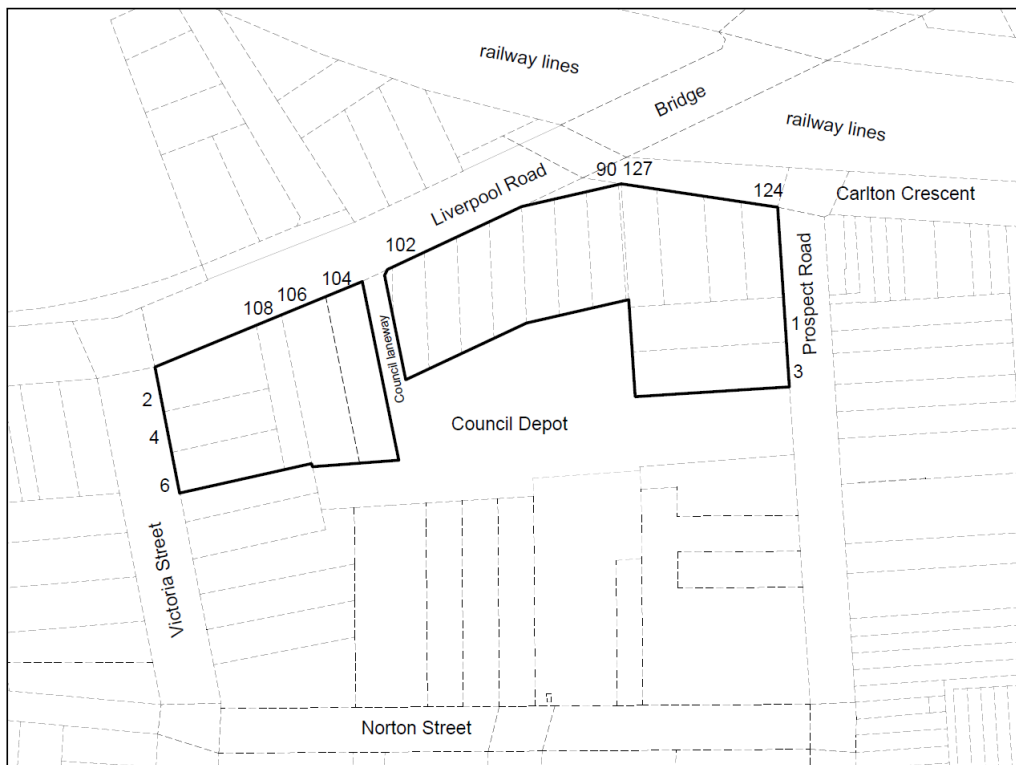 railway lines
Bridge
railway lines
90 127
Liverpool Road
124
Carlton Crescent
102
104
106
108
Council laneway
Prospect Road
1
2
3
4
Council Depot
6
Victoria Street
Norton Street